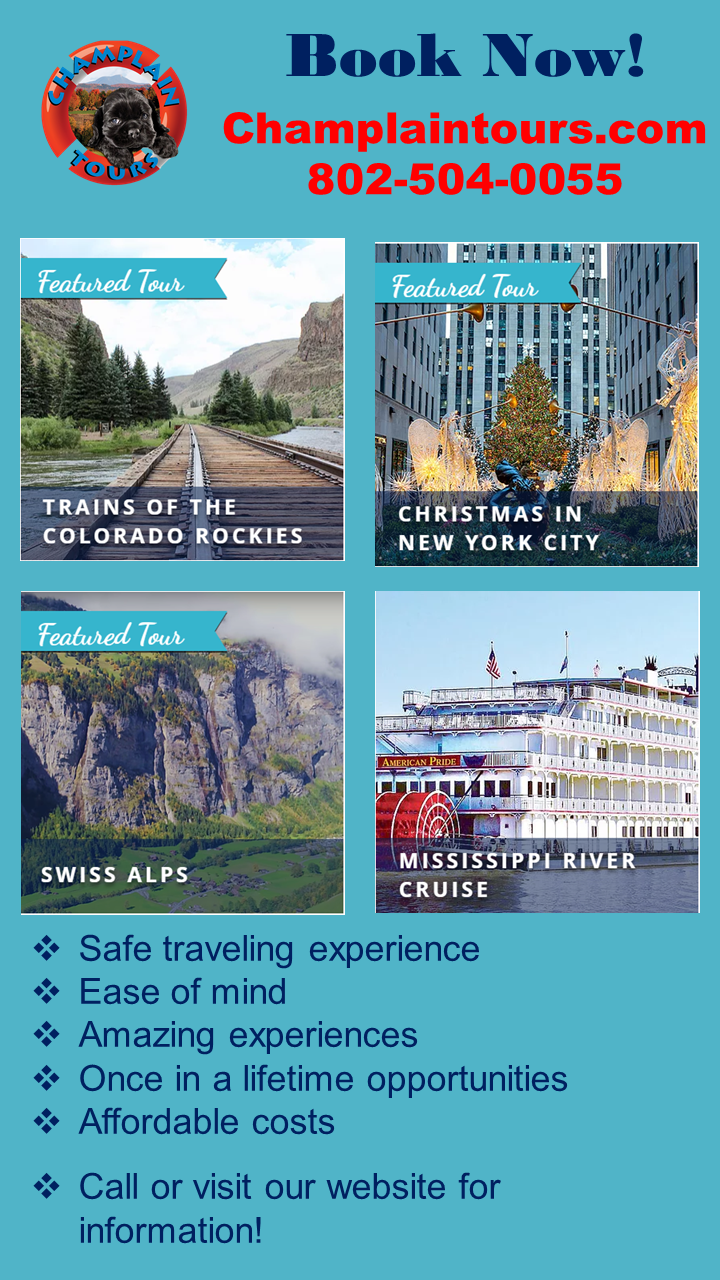 CHAMPLAIN
TOURS
Book Now!
Champlaintours.com
802-504-0055
Featured Tour
TRAINS OF THE
COLORADO ROCKIES
Featured Tour
CHRISTMAS IN
NEW YORK CITY
Featured Tour
SWISS ALPS
AMERICAN PRIDE
MISSISSIPPI RIVER
CRUISE
❖ Safe traveling experience
❖ Ease of mind
❖ Amazing experiences
❖ Once in a lifetime opportunities
❖ Affordable costs
❖ Call or visit our website for
information!